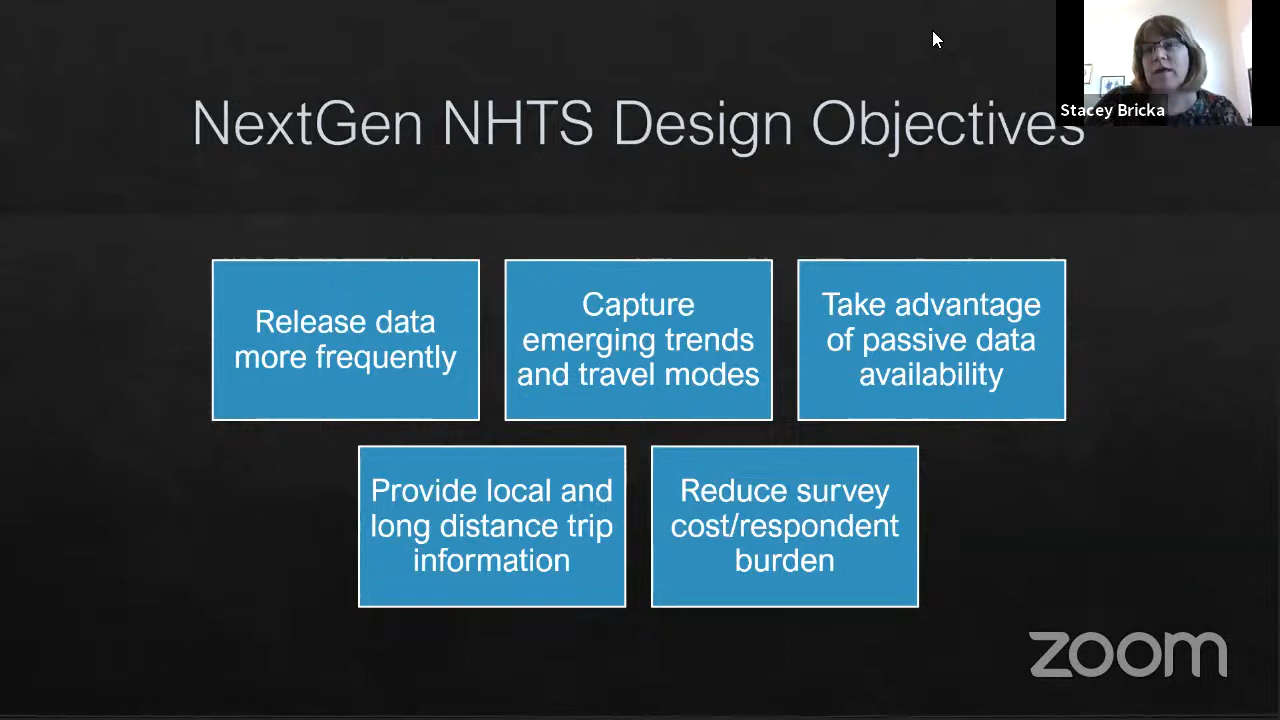 NextGen NHTS Design Objectives
Stacey Bricka
Release data
more frequently
Capture
emerging trends
and travel modes
Take advantage
of passive data
availability
Provide local and
long distance trip
information
Reduce survey
cost/respondent
burden
zoom